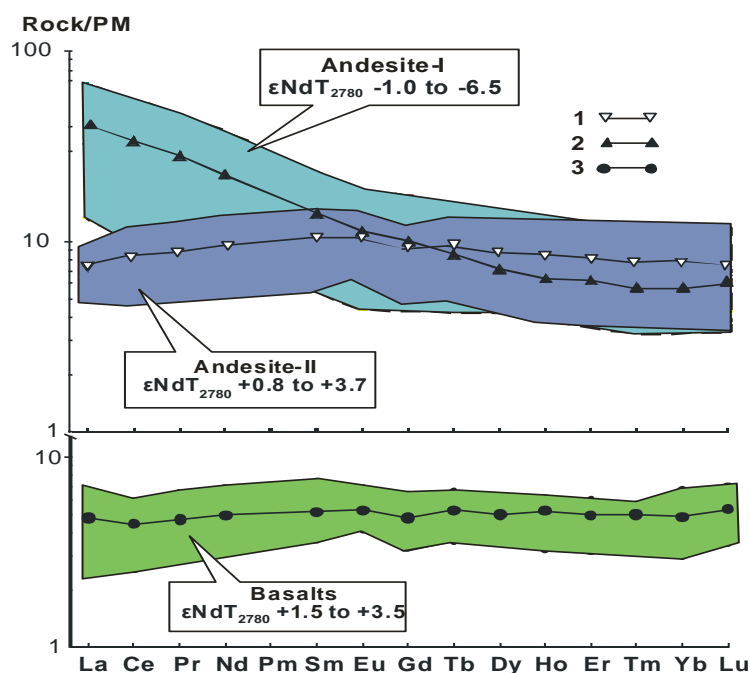 Rock/PM
100
Andesite-I
εNdT2780 -1.0 to -6.5
1
2
3
10
Andesite-II
εNdT2780 +0.8 to +3.7
1
10
Basalts
εNdT2780 +1.5 to +3.5
1
La Ce Pr Nd Pm Sm Eu Gd Tb Dy Ho Er Tm Yb Lu